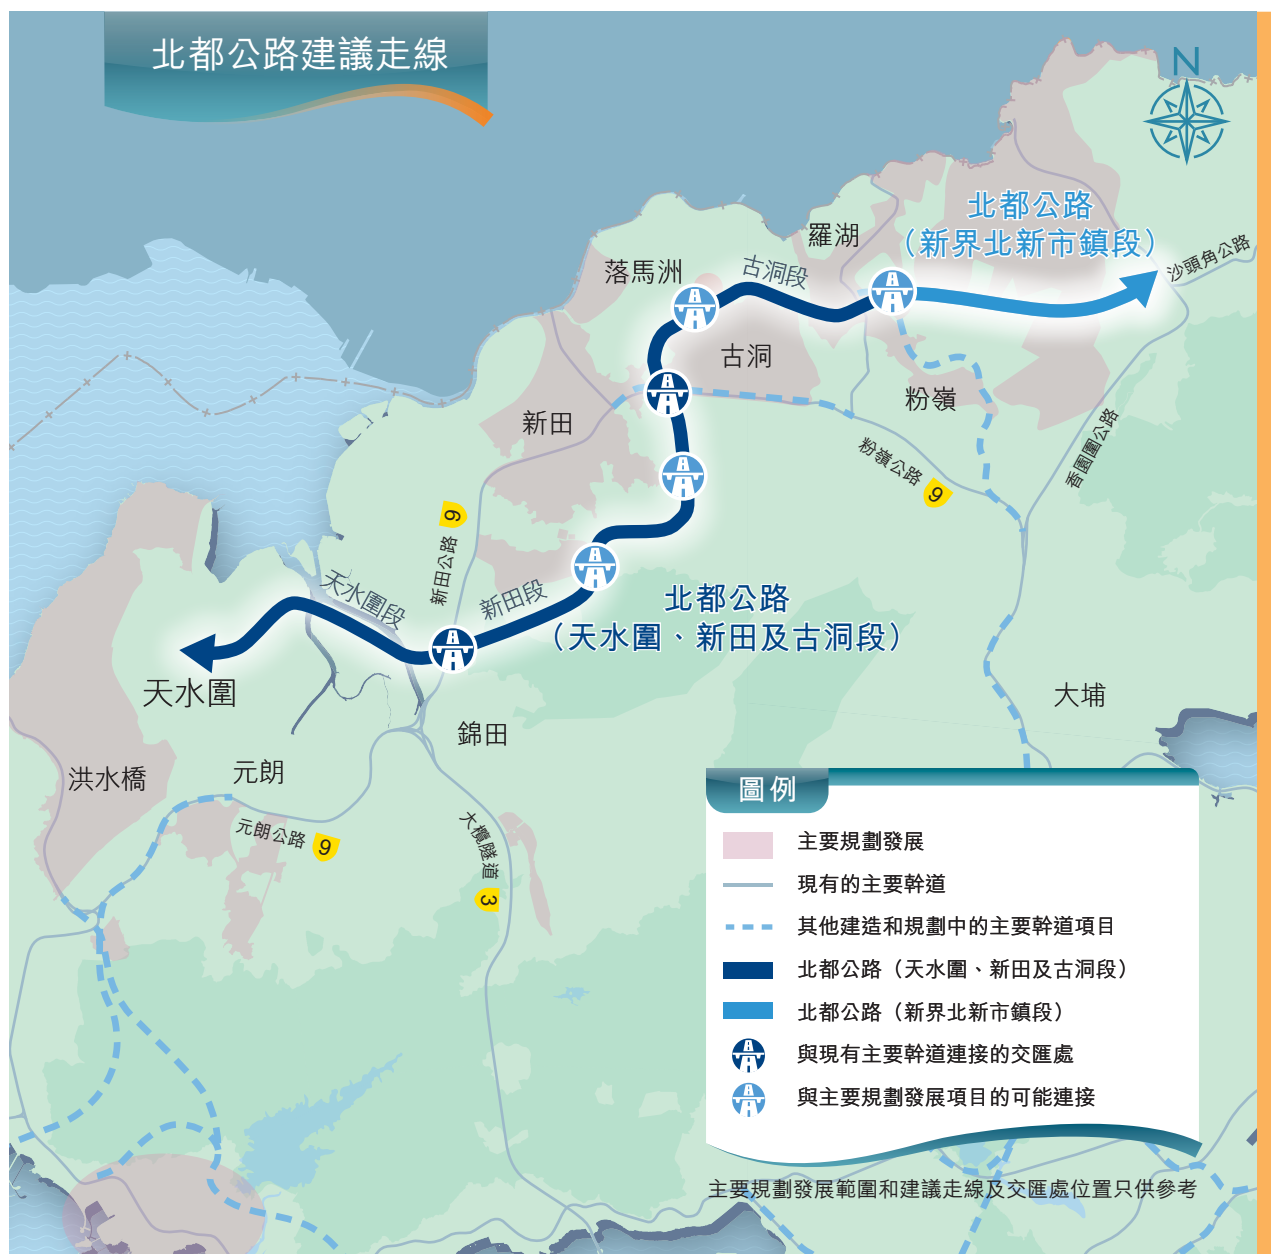 北都公路建議走線
N
北都公路
（新界北新市鎮段）
沙頭角公路
羅湖
落馬洲
古洞段
古洞
粉嶺
新田
粉嶺公路
9
香園圍公路
新田公路
9
天水圍段
新田段
北都公路
（天水圍、新田及古洞段）
天水圍
大埔
錦田
元朗
洪水橋
元朗公路
9
大欖隧道
3
圖例
主要規劃發展
現有的主要幹道
其他建造和規劃中的主要幹道項目
北都公路（天水圍、新田及古洞段）
北都公路（新界北新市鎮段）
與現有主要幹道連接的交匯處
與主要規劃發展項目的可能連接
主要規劃發展範圍和建議走線及交匯處位置只供參考